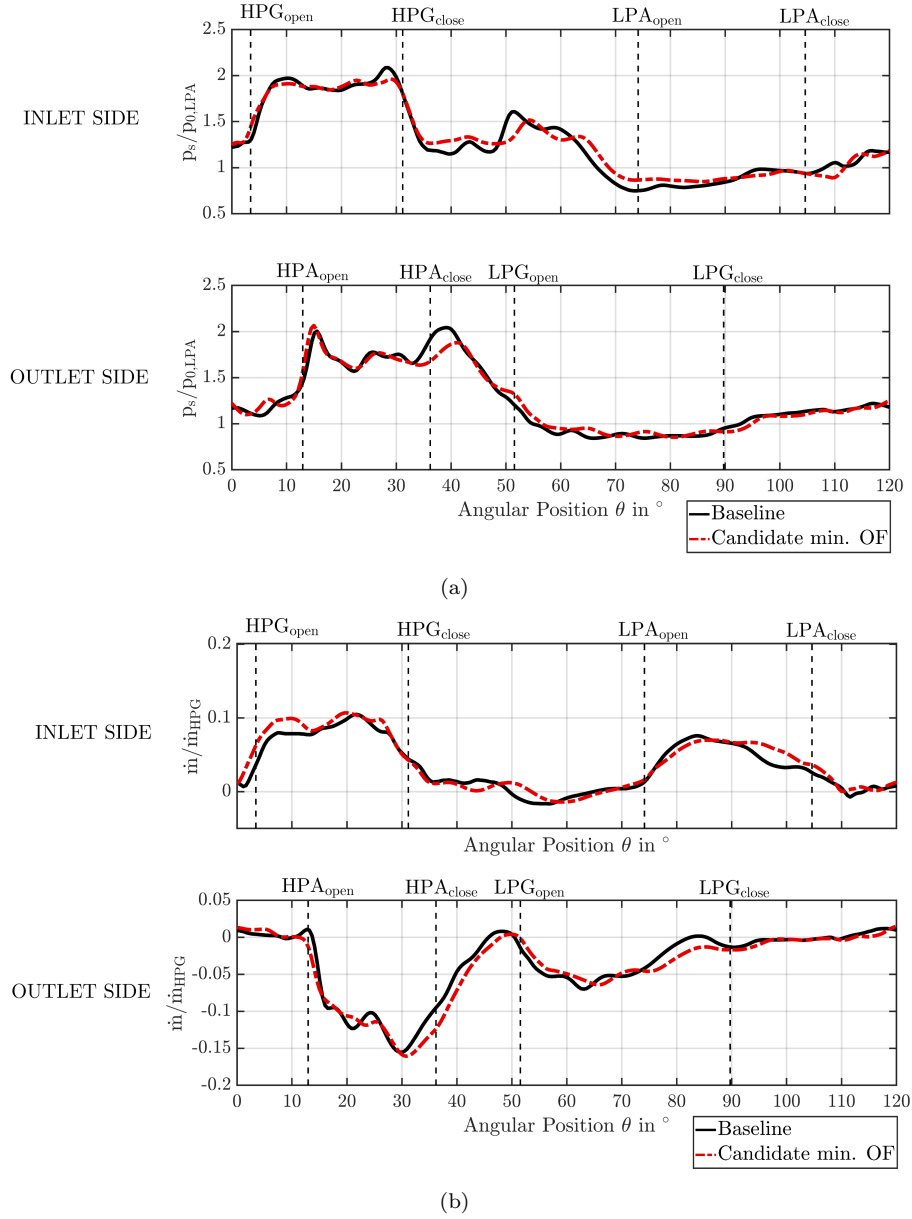 HPG_open HPG_close LPA_open LPA_close
2.5
2
1.5
1
0.5
p_s/p_0,LPA
INLET SIDE
HPA_open HPA_close LPG_open LPG_close
2.5
2
1.5
1
0.5
p_s/p_0,LPA
OUTLET SIDE
0 10 20 30 40 50 60 70 80 90 100 110 120
Angular Position θ in °
Baseline
Candidate min. OF
(a)
HPG_open HPG_close LPA_open LPA_close
0.2
0.1
0
ṁ/ṁ_HPG
INLET SIDE
Angular Position θ in °
HPA_open HPA_close LPG_open LPG_close
0.05
0
-0.05
-0.1
-0.15
-0.2
ṁ/ṁ_HPG
OUTLET SIDE
0 10 20 30 40 50 60 70 80 90 100 110 120
Angular Position θ in °
Baseline
Candidate min. OF
(b)